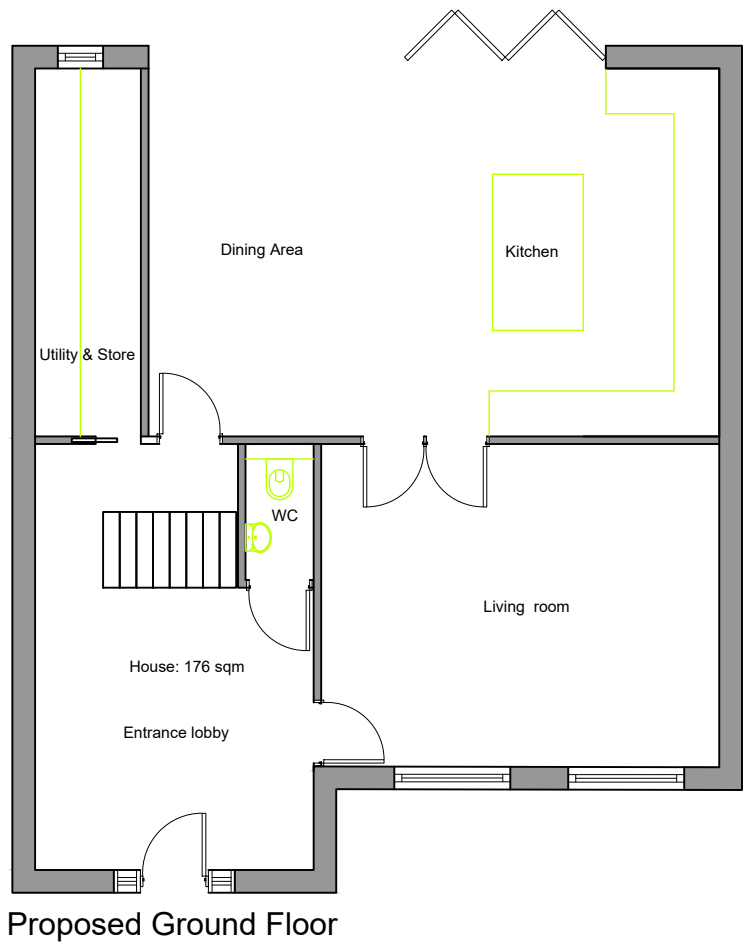 Dining Area
Kitchen
Utility & Store
WC
Living room
House: 176 sqm
Entrance lobby
Proposed Ground Floor